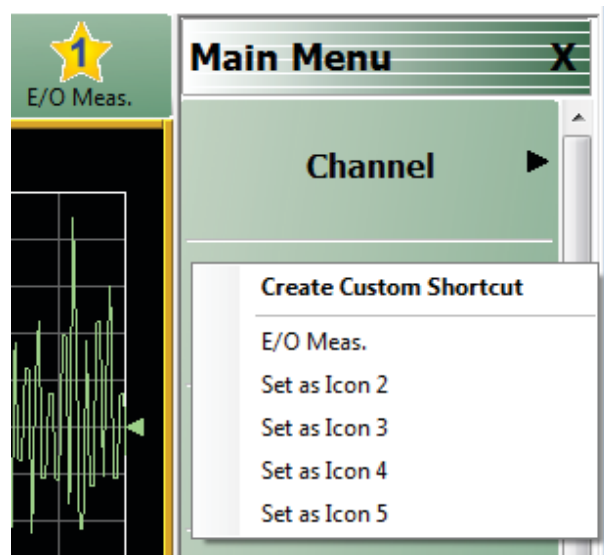 1
E/O Meas.
Main Menu X
Channel
Create Custom Shortcut
E/O Meas.
Set as Icon 2
Set as Icon 3
Set as Icon 4
Set as Icon 5